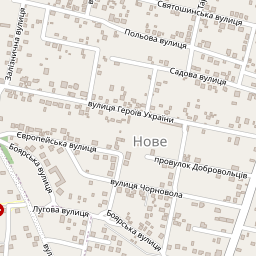 Святошинська вулиця
Польова вулиця
Залізнична вулиця
Садова вулиця
вулиця Героїв України
Європейська вулиця
Нове
Боярська вулиця
провулок Добровольців
вулиця Чорновола
Лугова вулиця
Боярська вулиця